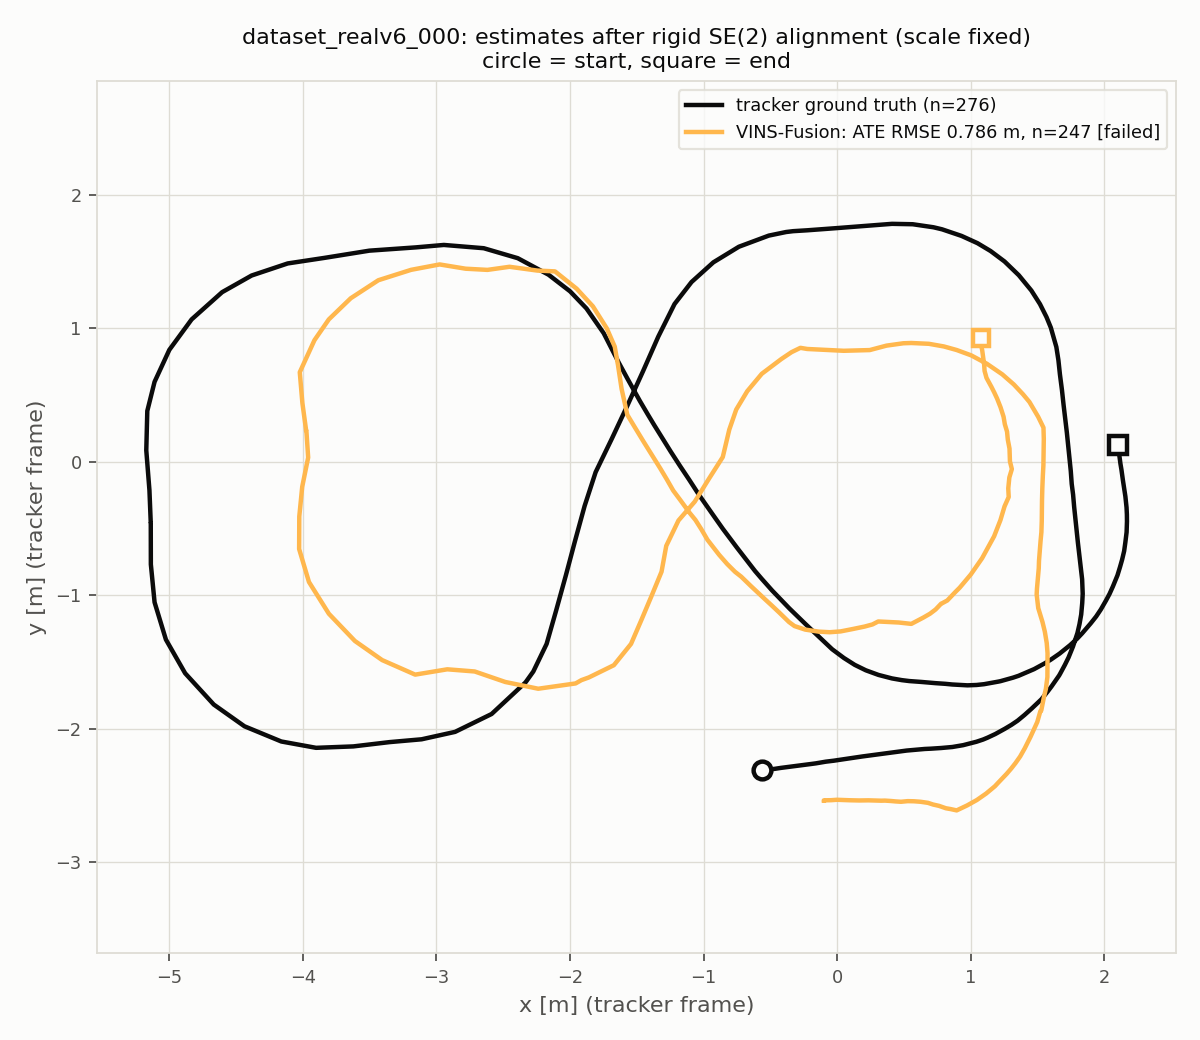 dataset_realv6_000: estimates after rigid SE(2) alignment (scale fixed)
circle = start, square = end
tracker ground truth (n=276)
VINS-Fusion: ATE RMSE 0.786 m, n=247 [failed]
2
1
0
−1
−2
−3
y [m] (tracker frame)
−5
−4
−3
−2
−1
0
1
2
x [m] (tracker frame)